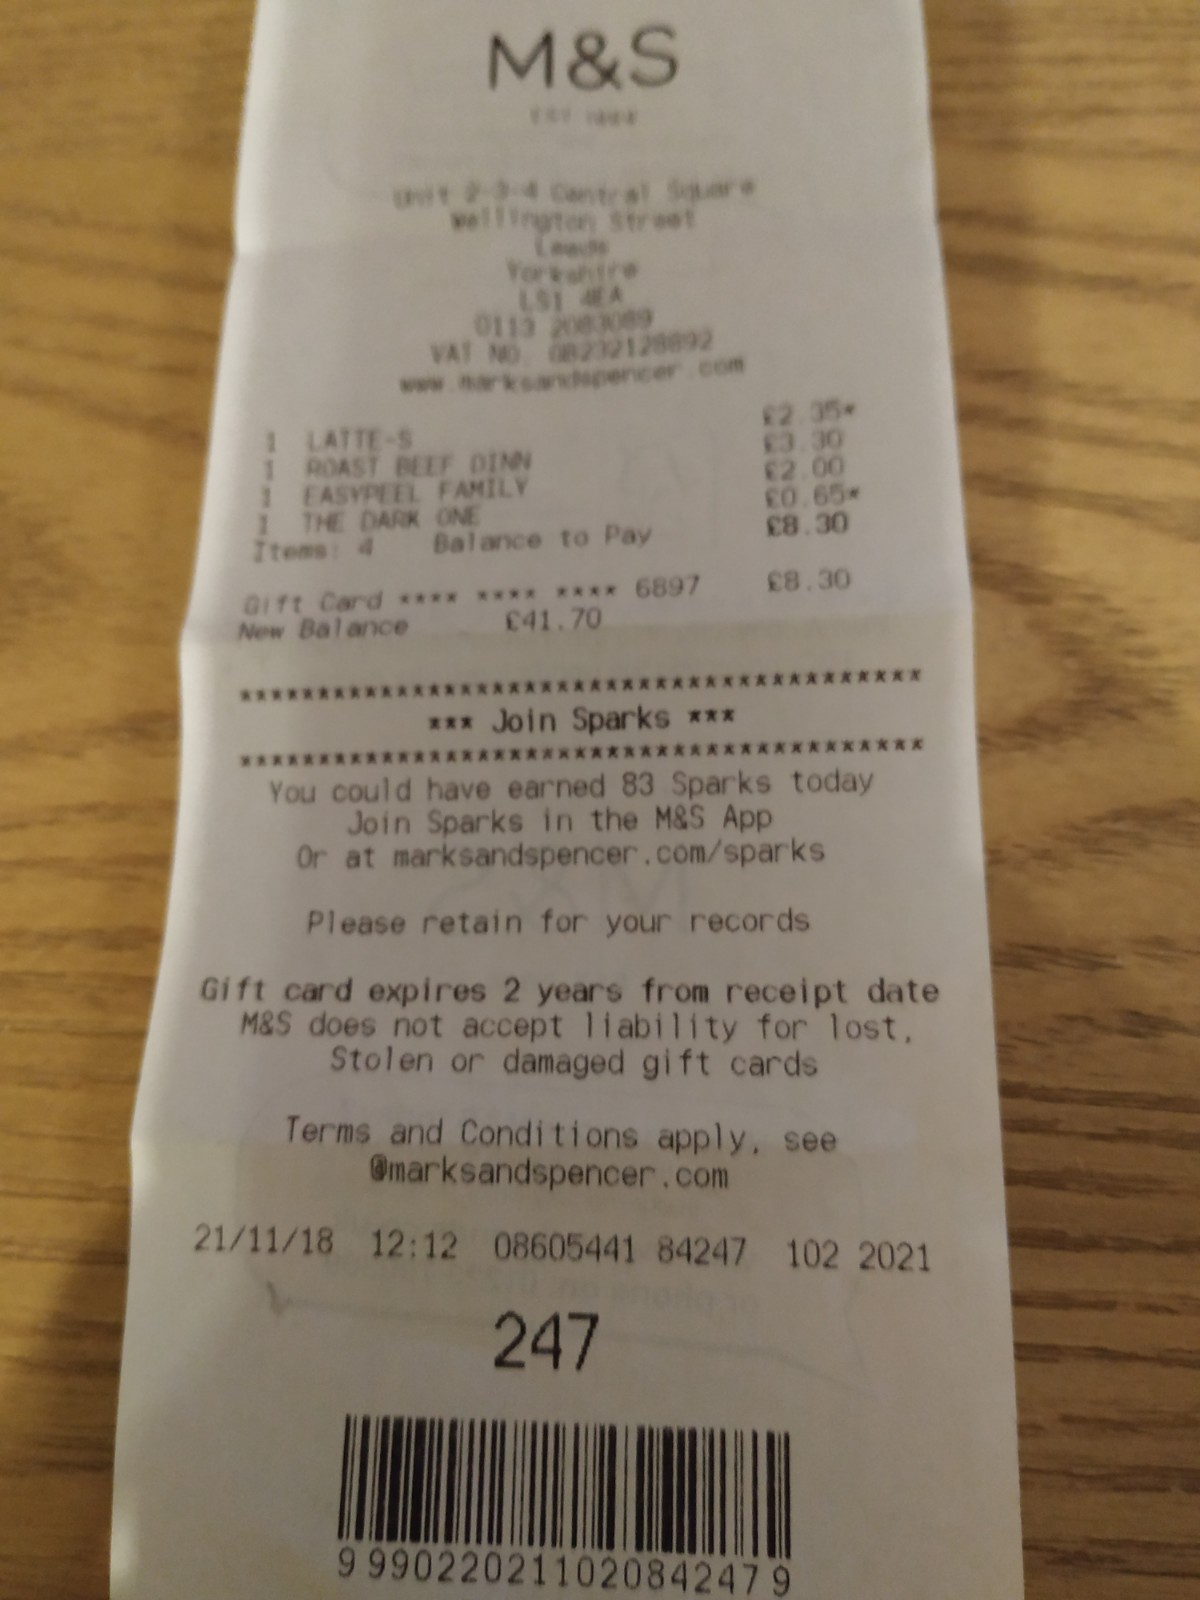 M&S
EST 1884
Unit 2-3-4 Central Square
Wellington Street
Leeds
Yorkshire
LS1 4EA
0113 2083089
VAT NO. GB232128892
www.marksandspencer.com
1 LATTE-S £2.35*
1 ROAST BEEF DINN £3.30
1 EASYPEEL FAMILY £2.00
1 THE DARK ONE £0.65*
Items: 4 Balance to Pay £8.30
Gift Card **** **** **** 6897 £8.30
New Balance £41.70
*******************************************
*** Join Sparks ***
*******************************************
You could have earned 83 Sparks today
Join Sparks in the M&S App
Or at marksandspencer.com/sparks
Please retain for your records
Gift card expires 2 years from receipt date
M&S does not accept liability for lost,
Stolen or damaged gift cards
Terms and Conditions apply, see
@marksandspencer.com
21/11/18 12:12 08605441 84247 102 2021
247
9 9902202110208424 7 9